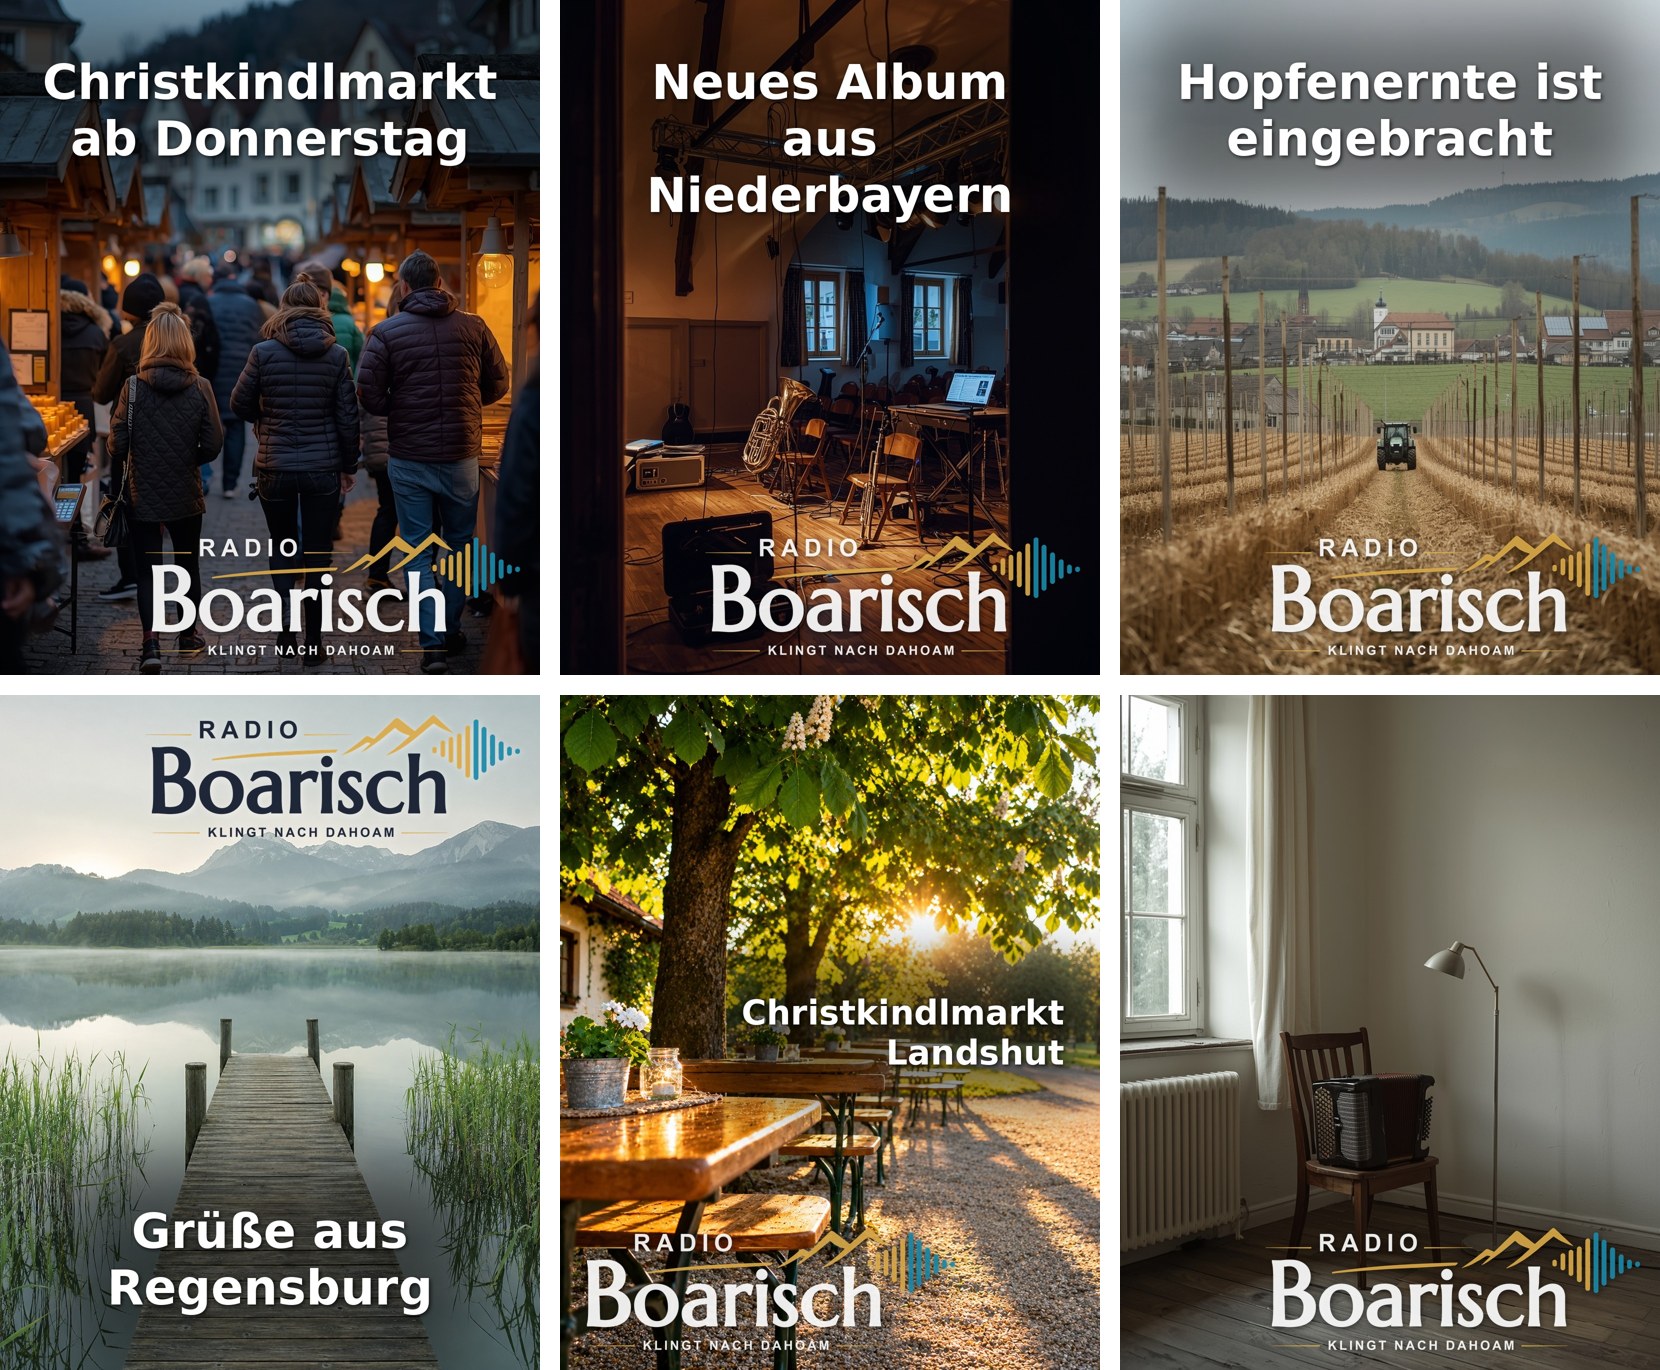 Christkindlmarkt
ab Donnerstag
RADIO
Boarisch
KLINGT NACH DAHOAM
Neues Album
aus
Niederbayern
RADIO
Boarisch
KLINGT NACH DAHOAM
Hopfenernte ist
eingebracht
RADIO
Boarisch
KLINGT NACH DAHOAM
RADIO
Boarisch
KLINGT NACH DAHOAM
Grüße aus
Regensburg
Christkindlmarkt
Landshut
RADIO
Boarisch
KLINGT NACH DAHOAM
RADIO
Boarisch
KLINGT NACH DAHOAM